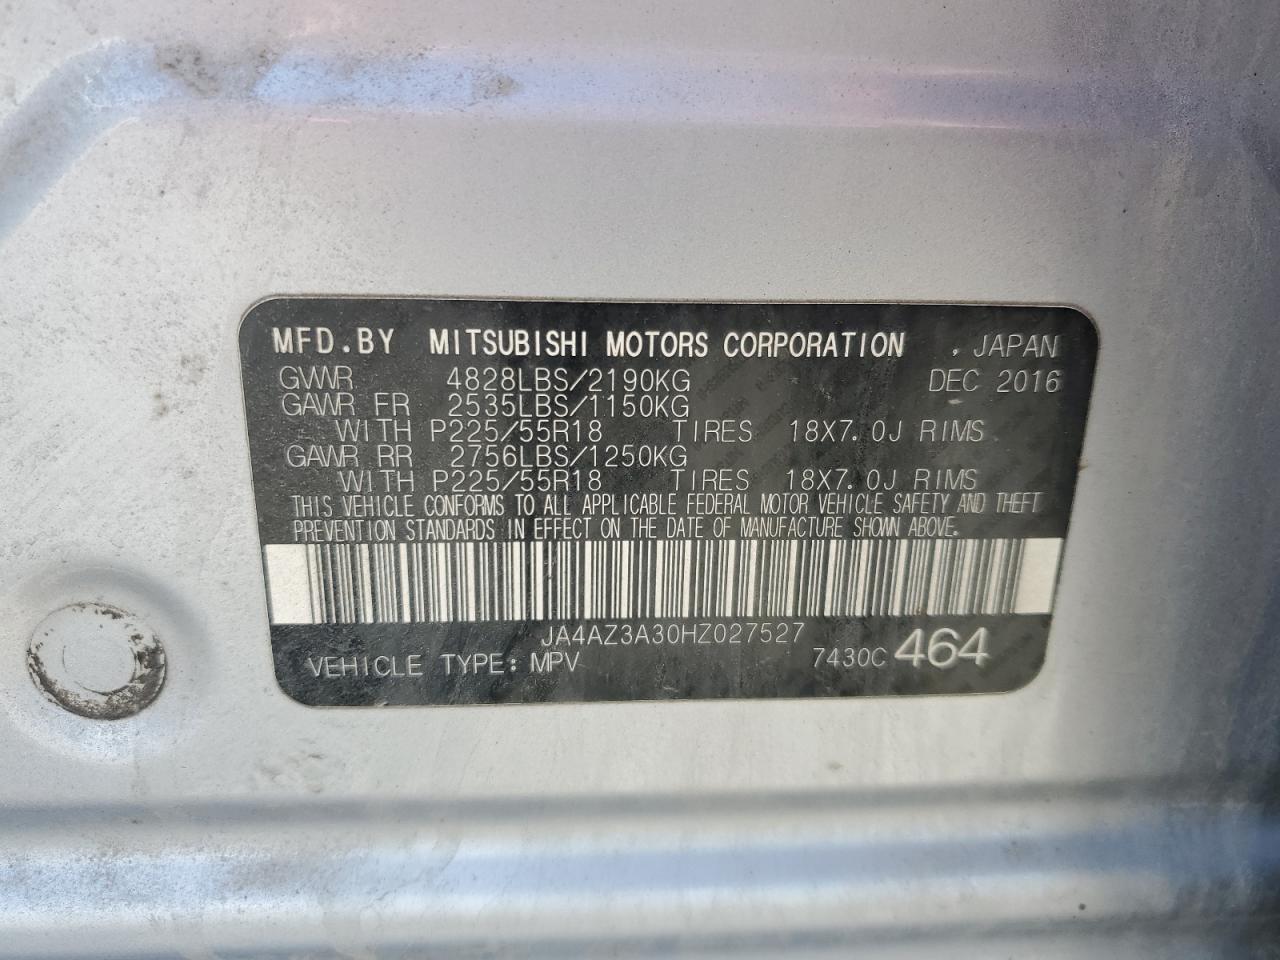 MFD.BY MITSUBISHI MOTORS CORPORATION , JAPAN
GVWR 4828LBS/2190KG DEC 2016
GAWR FR 2535LBS/1150KG
WITH P225/55R18 TIRES 18X7.0J RIMS
GAWR RR 2756LBS/1250KG
WITH P225/55R18 TIRES 18X7.0J RIMS
THIS VEHICLE CONFORMS TO ALL APPLICABLE FEDERAL MOTOR VEHICLE SAFETY AND THEFT
PREVENTION STANDARDS IN EFFECT ON THE DATE OF MANUFACTURE SHOWN ABOVE.
JA4AZ3A30HZ027527
VEHICLE TYPE: MPV 7430C 464